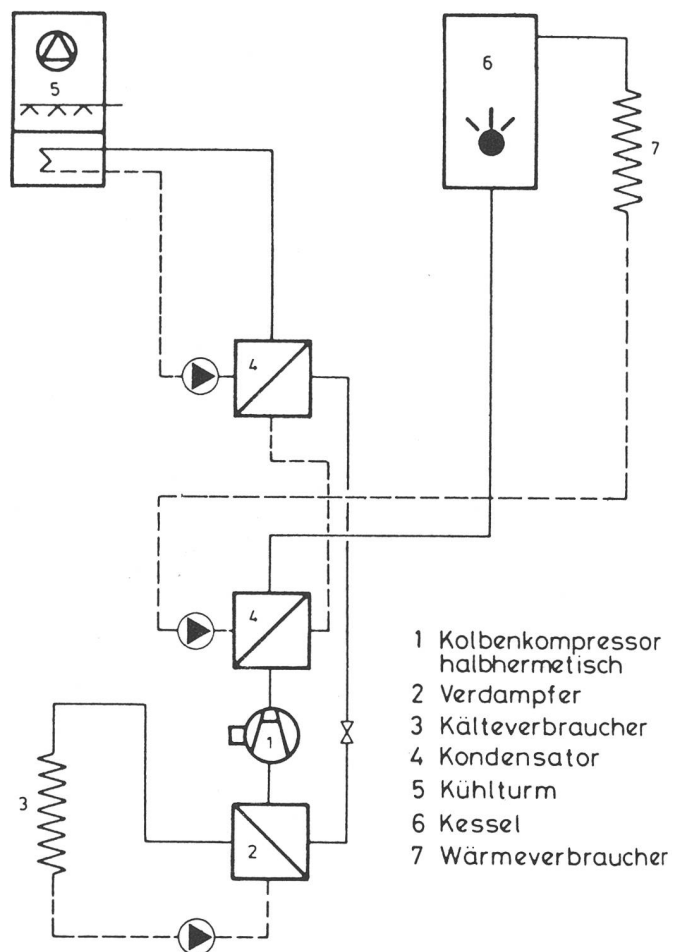 5
6
7
4
4
1
3
2
1 Kolbenkompressor
halbhermetisch
2 Verdampfer
3 Kälteverbraucher
4 Kondensator
5 Kühlturm
6 Kessel
7 Wärmeverbraucher